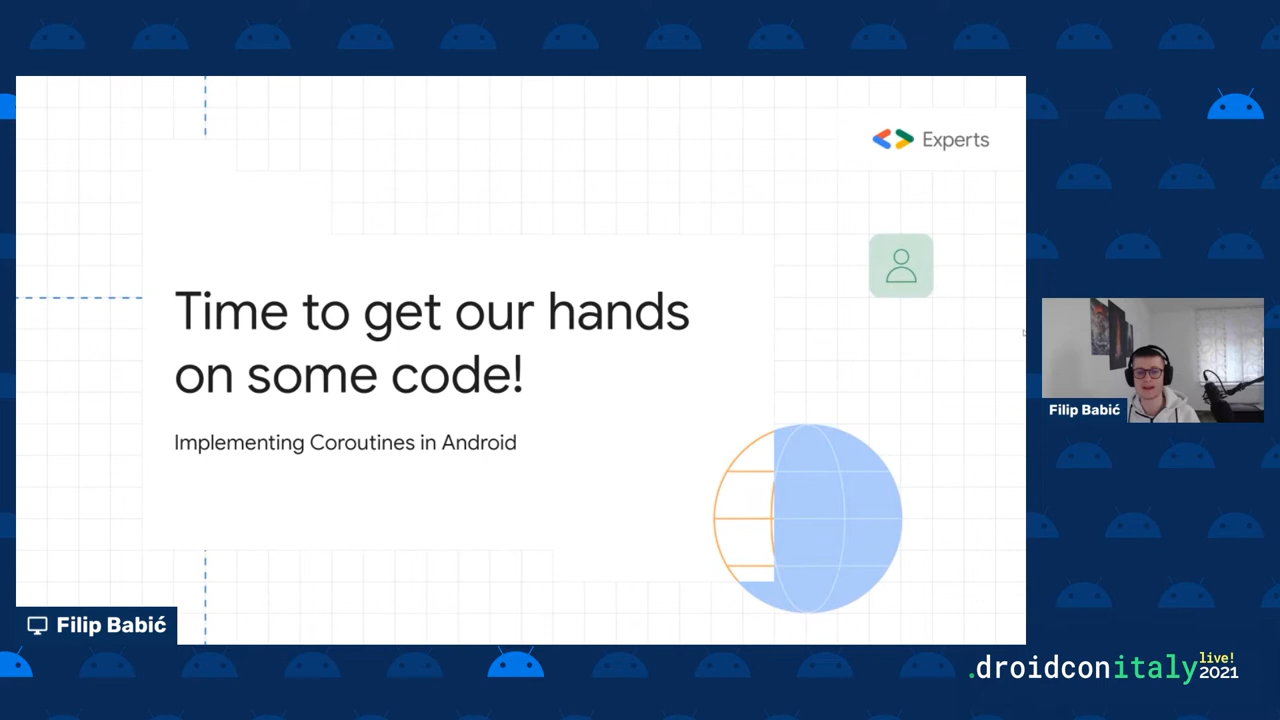 Experts
Time to get our hands
on some code!
Implementing Coroutines in Android
Filip Babić
Filip Babić
.droidconitaly live! 2021